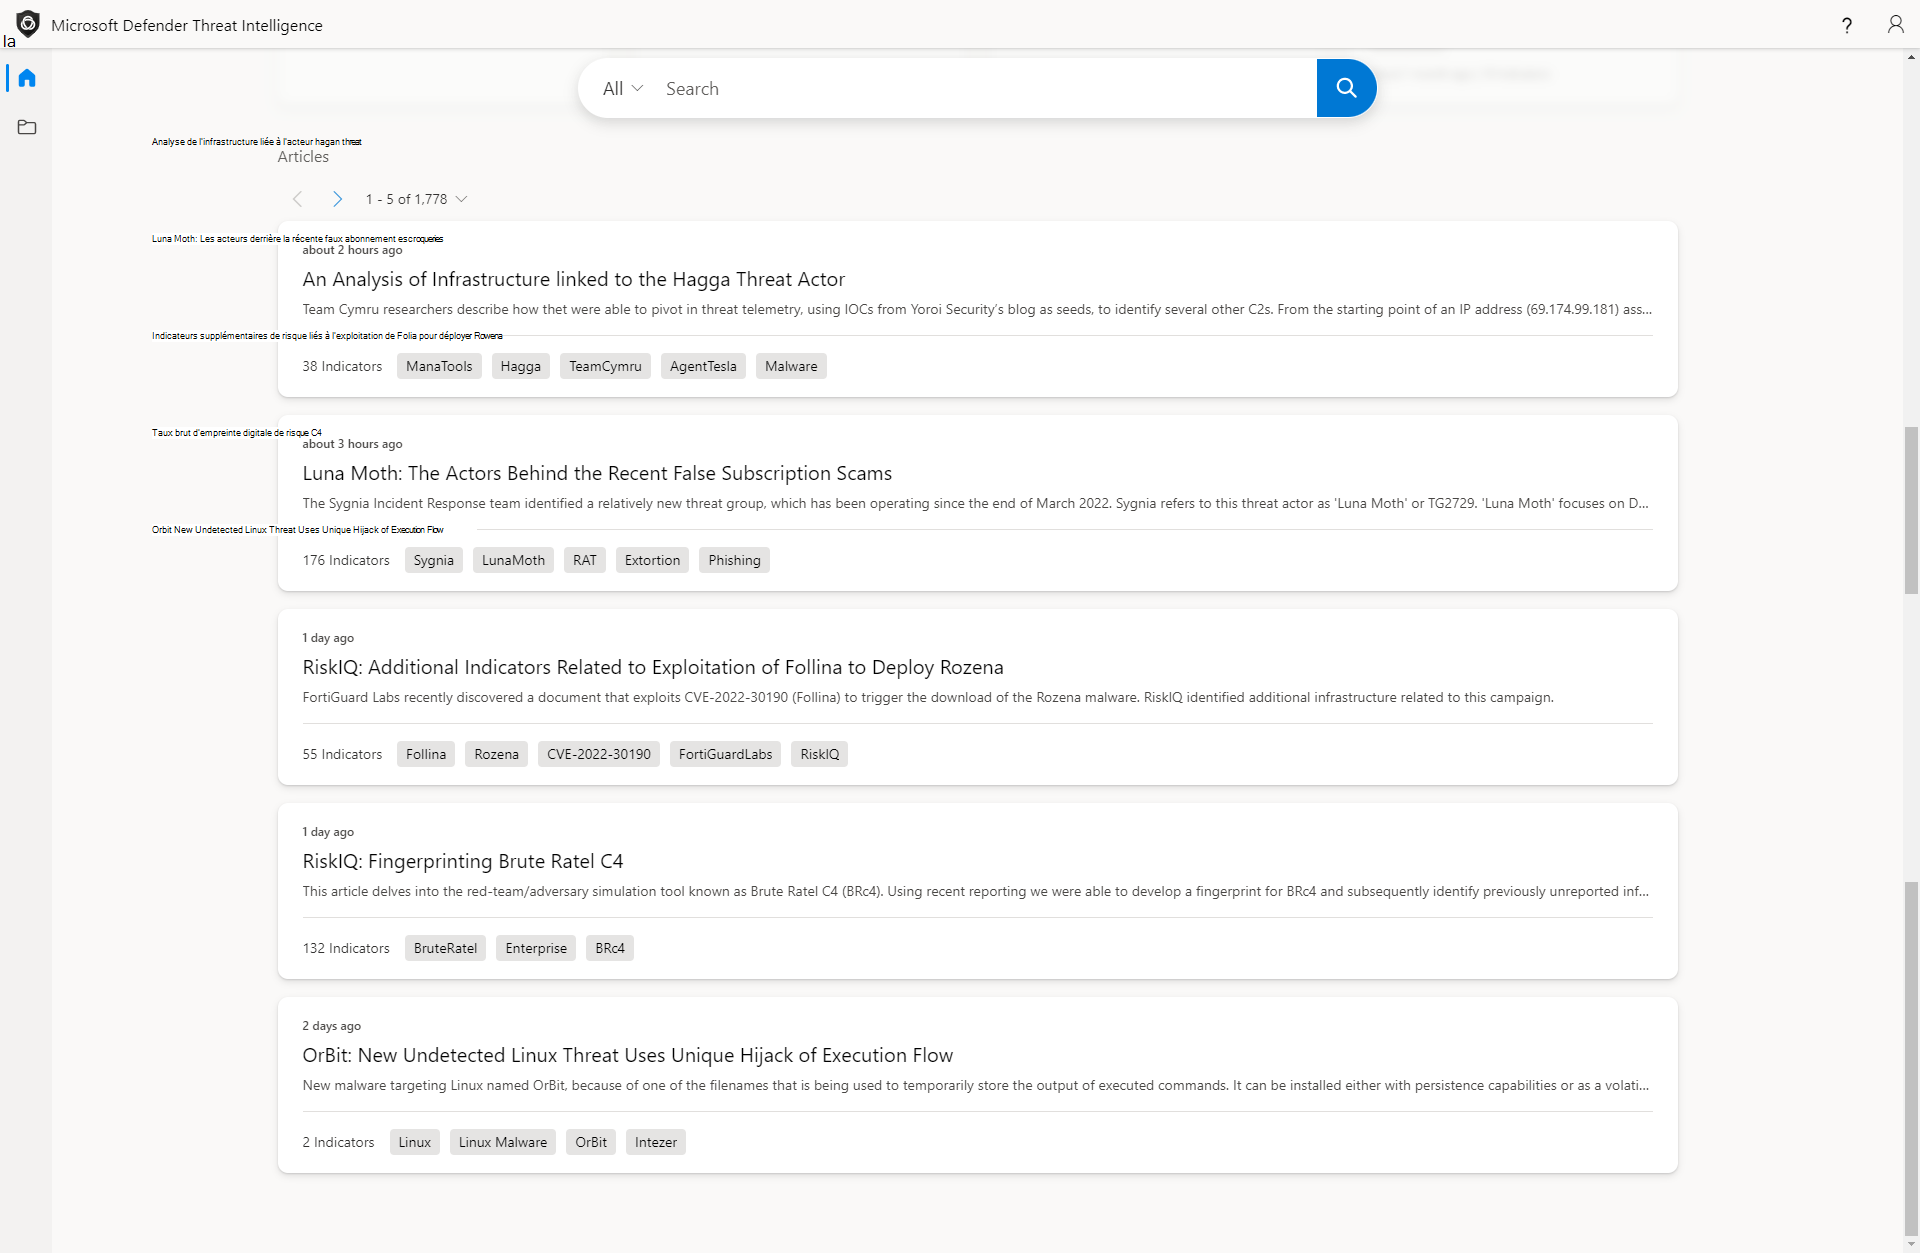 Microsoft Defender Threat Intelligence
?
la
All Search
Analyse de l'infrastructure liée à l'acteur hagan threat
Articles
1 - 5 of 1,778
Luna Moth: Les acteurs derrière la récente faux abonnement escroqueries
about 2 hours ago
An Analysis of Infrastructure linked to the Hagga Threat Actor
Team Cymru researchers describe how thet were able to pivot in threat telemetry, using IOCs from Yoroi Security's blog as seeds, to identify several other C2s. From the starting point of an IP address (69.174.99.181) ass...
Indicateurs supplémentaires de risque liés à l'exploitation de Folia pour déployer Rowena
38 Indicators ManaTools Hagga TeamCymru AgentTesla Malware
Taux brut d'empreinte digitale de risque C4
about 3 hours ago
Luna Moth: The Actors Behind the Recent False Subscription Scams
The Sygnia Incident Response team identified a relatively new threat group, which has been operating since the end of March 2022. Sygnia refers to this threat actor as 'Luna Moth' or TG2729. 'Luna Moth' focuses on D...
Orbit New Undetected Linux Threat Uses Unique Hijack of Execution Flow
176 Indicators Sygnia LunaMoth RAT Extortion Phishing
1 day ago
RiskIQ: Additional Indicators Related to Exploitation of Follina to Deploy Rozena
FortiGuard Labs recently discovered a document that exploits CVE-2022-30190 (Follina) to trigger the download of the Rozena malware. RiskIQ identified additional infrastructure related to this campaign.
55 Indicators Follina Rozena CVE-2022-30190 FortiGuardLabs RiskIQ
1 day ago
RiskIQ: Fingerprinting Brute Ratel C4
This article delves into the red-team/adversary simulation tool known as Brute Ratel C4 (BRc4). Using recent reporting we were able to develop a fingerprint for BRc4 and subsequently identify previously unreported inf...
132 Indicators BruteRatel Enterprise BRc4
2 days ago
OrBit: New Undetected Linux Threat Uses Unique Hijack of Execution Flow
New malware targeting Linux named OrBit, because of one of the filenames that is being used to temporarily store the output of executed commands. It can be installed either with persistence capabilities or as a volati...
2 Indicators Linux Linux Malware OrBit Intezer